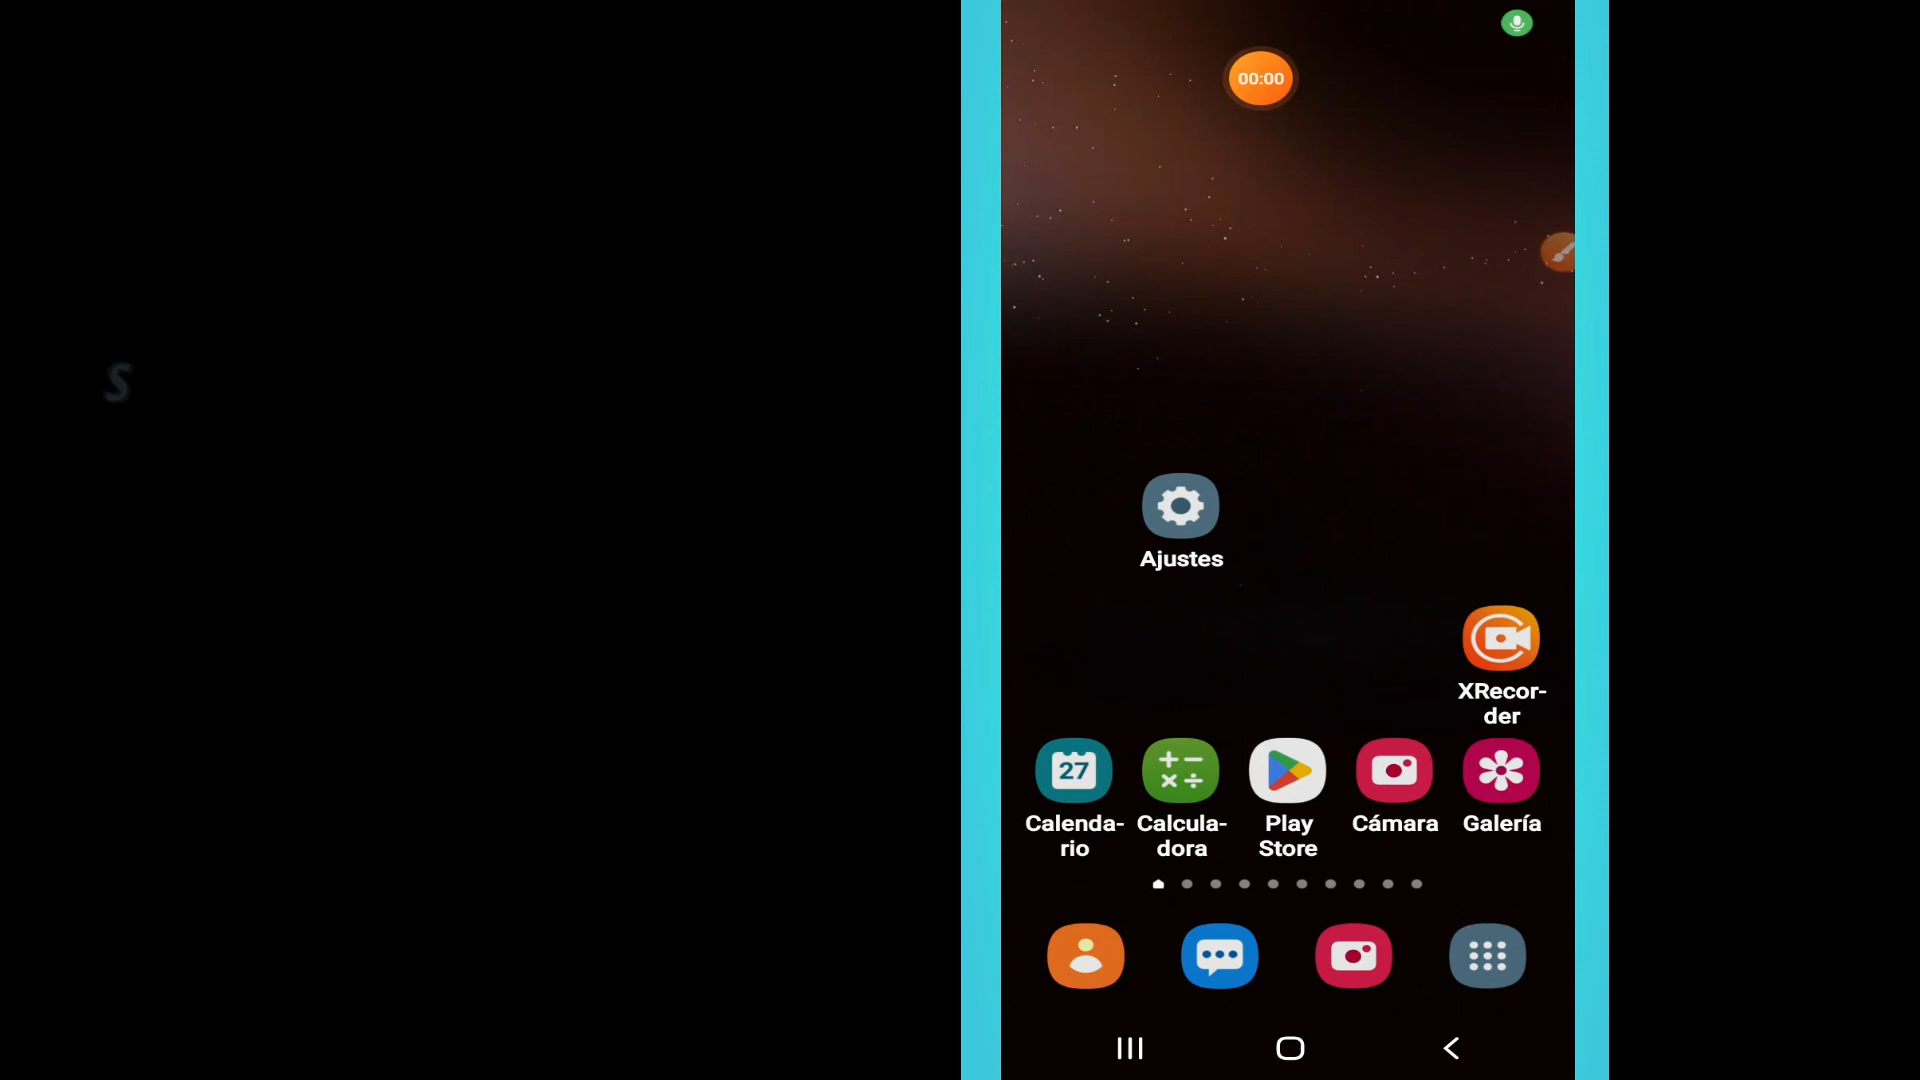 S
00:00
Ajustes
XRecor-
der
27
Calenda-
rio
Calcula-
dora
Play
Store
Cámara
Galería